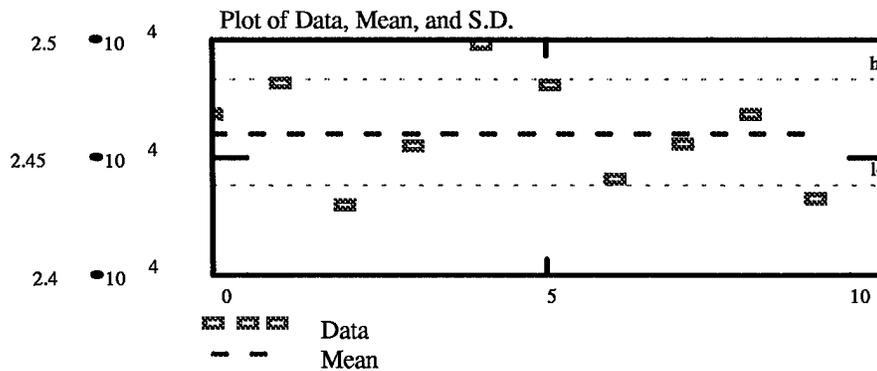 Plot of Data, Mean, and S.D.
2.5 •10 4
h
2.45 •10 4
l
2.4 •10 4
0 5 10
Data
Mean